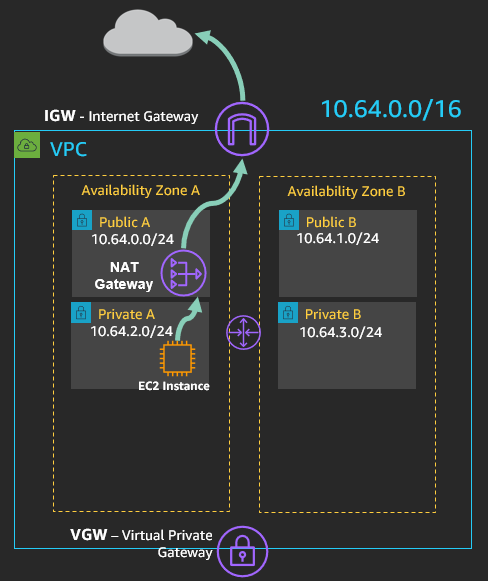 IGW - Internet Gateway
10.64.0.0/16
VPC
Availability Zone A
Public A
10.64.0.0/24
NAT
Gateway
Private A
10.64.2.0/24
EC2 Instance
Availability Zone B
Public B
10.64.1.0/24
Private B
10.64.3.0/24
VGW – Virtual Private
Gateway